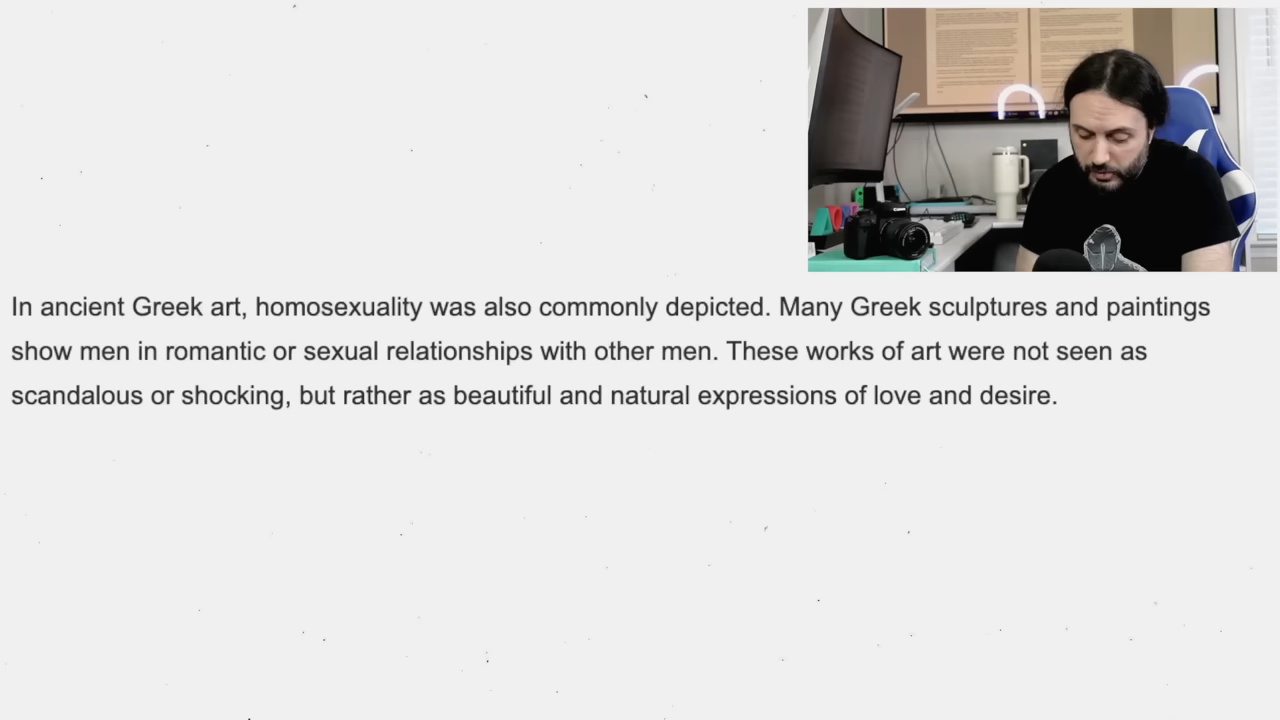 In ancient Greek art, homosexuality was also commonly depicted. Many Greek sculptures and paintings
show men in romantic or sexual relationships with other men. These works of art were not seen as
scandalous or shocking, but rather as beautiful and natural expressions of love and desire.
Canon